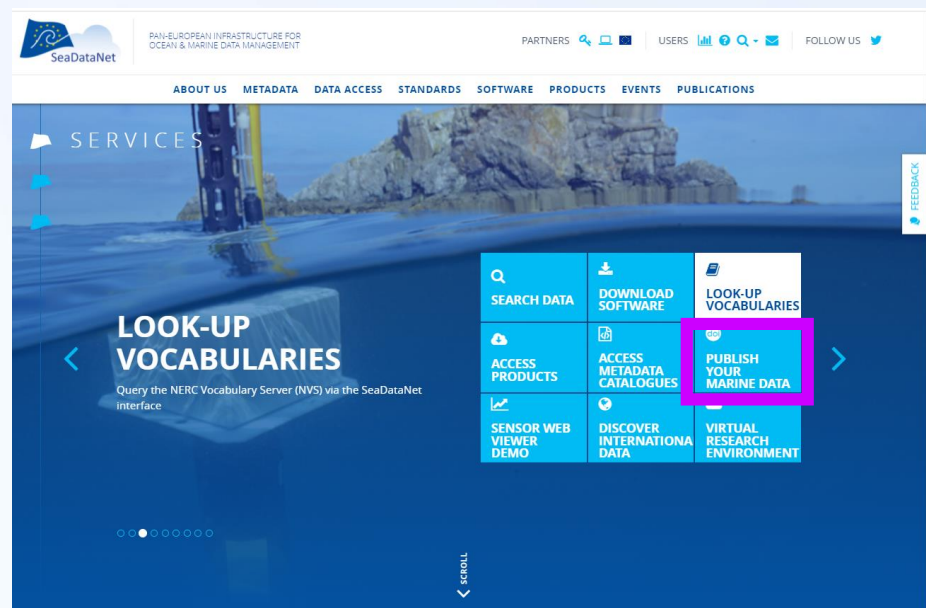 SeaDataNet
PAN-EUROPEAN INFRASTRUCTURE FOR
OCEAN & MARINE DATA MANAGEMENT
PARTNERS
USERS
FOLLOW US
ABOUT US METADATA DATA ACCESS STANDARDS SOFTWARE PRODUCTS EVENTS PUBLICATIONS
SERVICES
FEEDBACK
LOOK-UP
VOCABULARIES
Query the NERC Vocabulary Server (NVS) via the SeaDataNet
interface
SEARCH DATA
DOWNLOAD
SOFTWARE
LOOK-UP
VOCABULARIES
ACCESS
PRODUCTS
ACCESS
METADATA
CATALOGUES
doi
PUBLISH
YOUR
MARINE DATA
SENSOR WEB
VIEWER
DEMO
DISCOVER
INTERNATIONA
DATA
VIRTUAL
RESEARCH
ENVIRONMENT
SCROLL